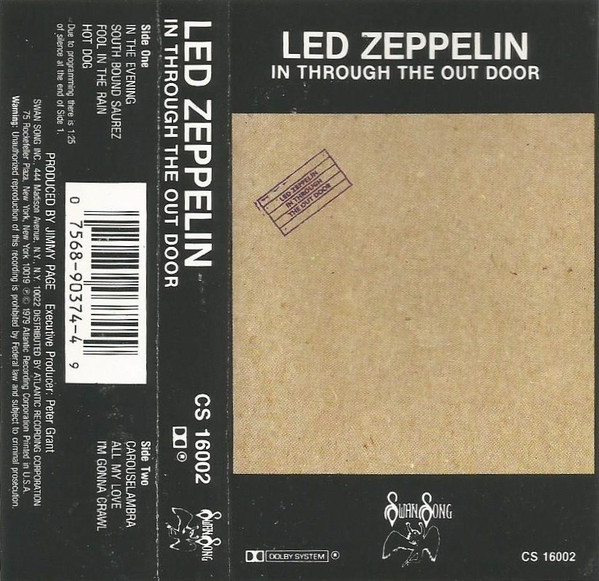 LED ZEPPELIN
IN THROUGH THE OUT DOOR
LED ZEPPELIN
IN THROUGH
THE OUT DOOR
SWAN SONG
DOLBY SYSTEM
CS 16002
LED ZEPPELIN
IN THROUGH THE OUT DOOR
CS 16002
SWAN SONG
Side One
IN THE EVENING
SOUTH BOUND SAUREZ
FOOL IN THE RAIN
HOT DOG
Due to programming there is 1:25
of silence at the end of Side 1.
Side Two
CAROUSELAMBRA
ALL MY LOVE
I'M GONNA CRAWL
0 7568-90374-4 9
PRODUCED BY JIMMY PAGE Executive Producer: Peter Grant
SWAN SONG INC., 444 Madison Avenue, N.Y., N.Y. 10022 DISTRIBUTED BY ATLANTIC RECORDING CORPORATION
75 Rockefeller Plaza, New York, New York 10019 ℗ © 1979 Atlantic Recording Corporation Printed in U.S.A.
Warning: Unauthorized reproduction of this recording is prohibited by Federal law and subject to criminal prosecution.